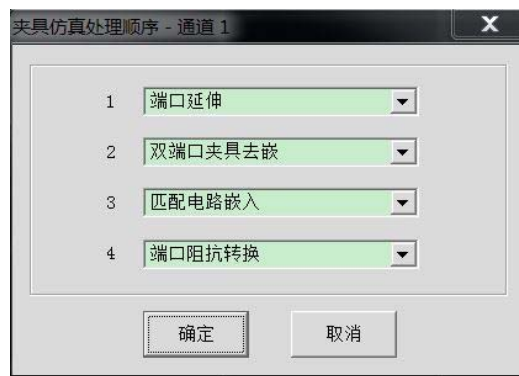 夹具仿真处理顺序 - 通道 1
1 端口延伸
2 双端口夹具去嵌
3 匹配电路嵌入
4 端口阻抗转换
确定 取消